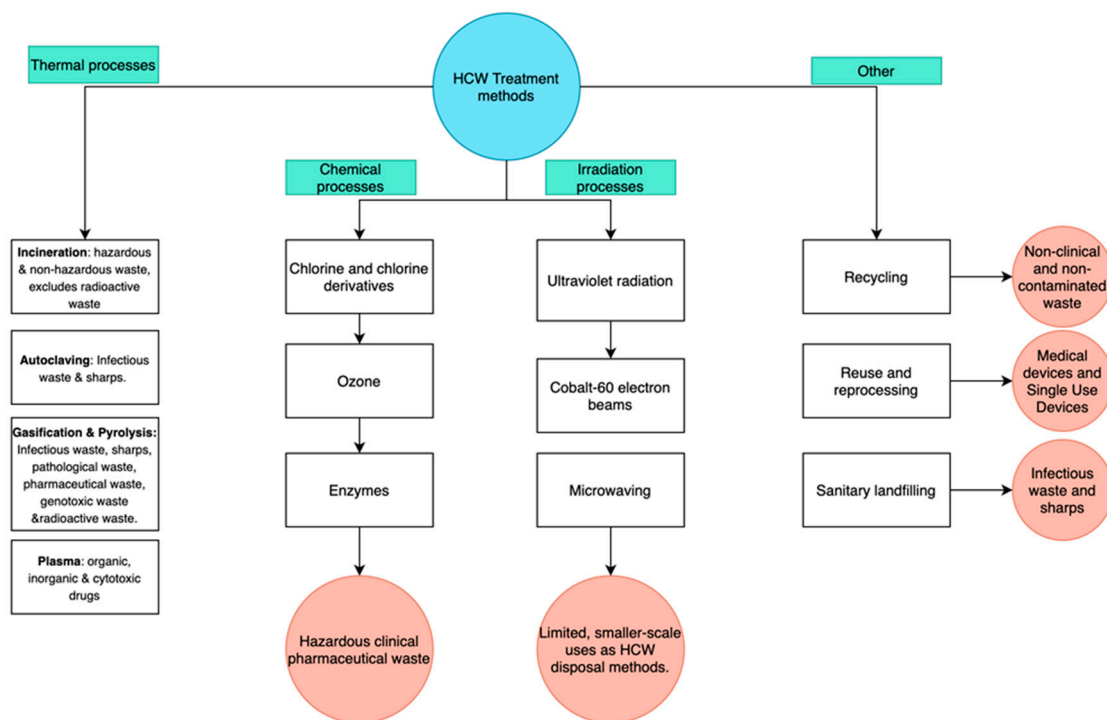 Thermal processes
HCW Treatment
methods
Other
Chemical
processes
Irradiation
processes
Incineration: hazardous
& non-hazardous waste,
excludes radioactive
waste
Autoclaving: Infectious
waste & sharps.
Gasification & Pyrolysis:
Infectious waste, sharps,
pathological waste,
pharmaceutical waste,
genotoxic waste
&radioactive waste.
Plasma: organic,
inorganic & cytotoxic
drugs
Chlorine and chlorine
derivatives
Ozone
Enzymes
Hazardous clinical
pharmaceutical waste
Ultraviolet radiation
Cobalt-60 electron
beams
Microwaving
Limited, smaller-scale
uses as HCW
disposal methods.
Recycling
Non-clinical
and non-
contaminated
waste
Reuse and
reprocessing
Medical
devices and
Single Use
Devices
Sanitary landfilling
Infectious
waste and
sharps